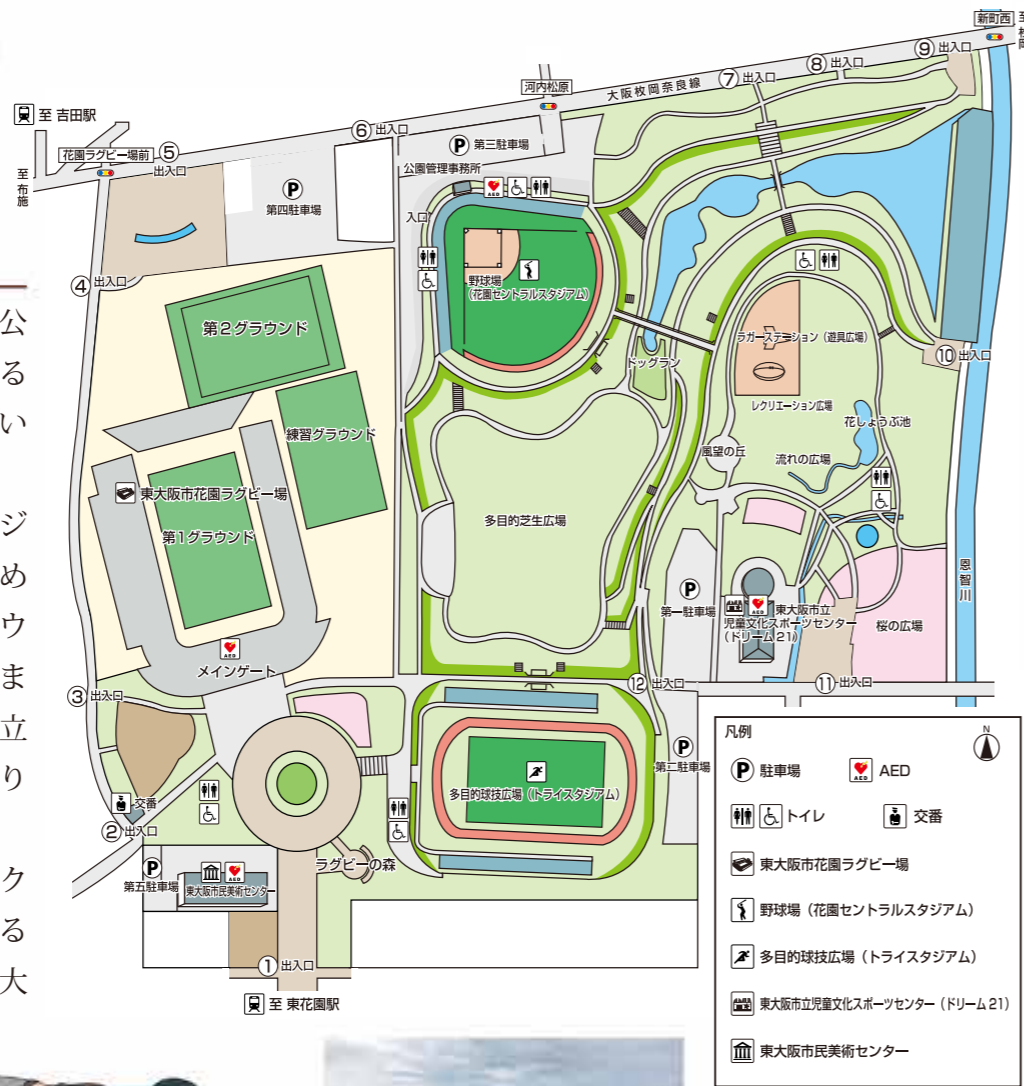 新町西
至 枚岡
⑨ 出入口
⑧ 出入口
⑦ 出入口
大阪枚岡奈良線
河内松原
⑥ 出入口
至 吉田駅
花園ラグビー場前
⑤
出入口
至 布施
P
第三駐車場
公園管理事務所
AED
入口
P
第四駐車場
④ 出入口
野球場
(花園セントラルスタジアム)
第2グラウンド
練習グラウンド
東大阪市花園ラグビー場
第1グラウンド
メインゲート
AED
ドッグラン
ラガーステーション(遊具広場)
レクリエーション広場
⑩ 出入口
花しょうぶ池
風望の丘
流れの広場
多目的芝生広場
恩智川
P
第一駐車場
AED
東大阪市立
児童文化スポーツセンター
(ドリーム21)
桜の広場
⑫ 出入口
⑪ 出入口
③ 出入口
P
第二駐車場
多目的球技広場(トライスタジアム)
交番
② 出入口
P
第五駐車場
AED
東大阪市民美術センター
ラグビーの森
① 出入口
至 東花園駅
凡例
N
P 駐車場
AED AED
トイレ
交番
東大阪市花園ラグビー場
野球場(花園セントラルスタジアム)
多目的球技広場(トライスタジアム)
東大阪市立児童文化スポーツセンター(ドリーム21)
東大阪市民美術センター
公
る
い
ジ
め
ウ
ま
立
り
ク
る
大